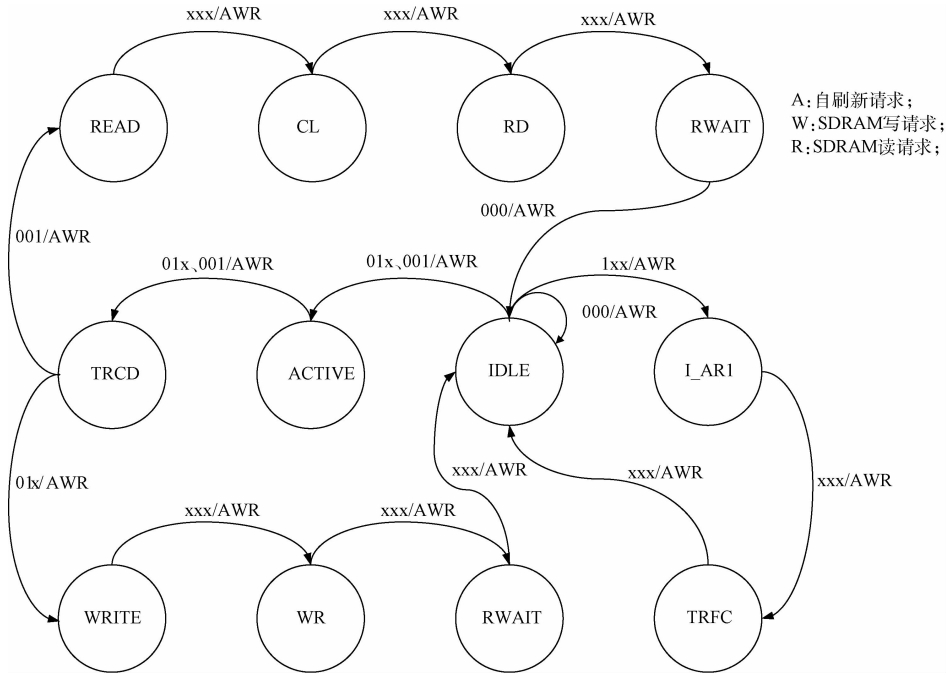 xxx/AWR
xxx/AWR
xxx/AWR
READ
CL
RD
RWAIT
A:自刷新请求;
W:SDRAM写请求;
R:SDRAM读请求;
001/AWR
000/AWR
01x、001/AWR
01x、001/AWR
1xx/AWR
000/AWR
TRCD
ACTIVE
IDLE
I_AR1
01x/AWR
xxx/AWR
xxx/AWR
xxx/AWR
xxx/AWR
xxx/AWR
WRITE
WR
RWAIT
TRFC